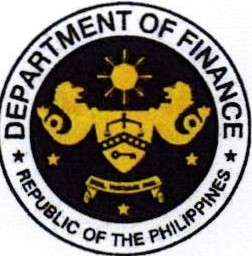 DEPARTMENT OF FINANCE
★ REPUBLIC OF THE PHILIPPINES ★